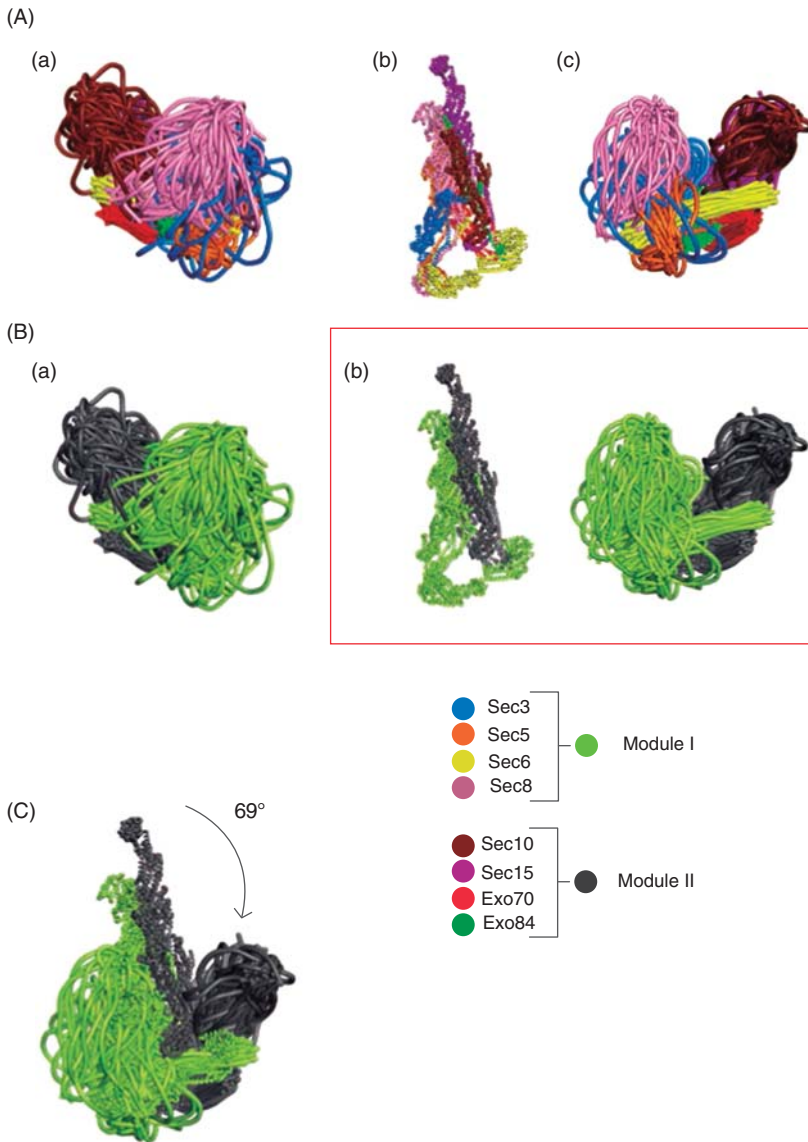 (A)
(a)
(b)
(c)
(B)
(a)
(b)
Sec3
Sec5
Sec6
Sec8
Module I
(C)
69°
Sec10
Sec15
Exo70
Exo84
Module II